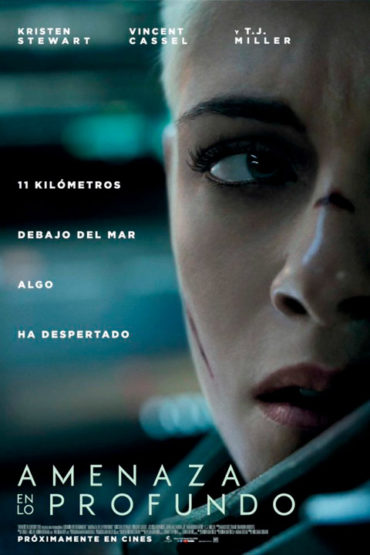 KRISTEN STEWART
VINCENT CASSEL
Y T.J. MILLER
11 KILÓMETROS
DEBAJO DEL MAR
ALGO
HA DESPERTADO
AMENAZA
EN LO PROFUNDO
PRÓXIMAMENTE EN CINES